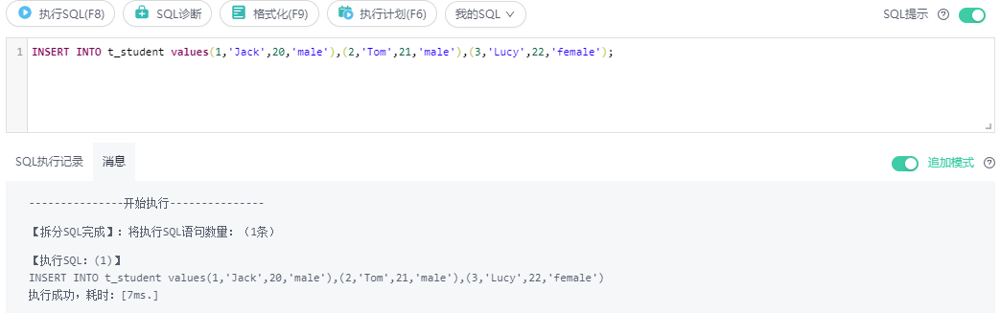 执行SQL(F8) SQL诊断 格式化(F9) 执行计划(F6) 我的SQL SQL提示
1 INSERT INTO t_student values(1,'Jack',20,'male'),(2,'Tom',21,'male'),(3,'Lucy',22,'female');
SQL执行记录 消息 追加模式
---------------开始执行---------------
【拆分SQL完成】：将执行SQL语句数量：（1条）
【执行SQL：(1)】
INSERT INTO t_student values(1,'Jack',20,'male'),(2,'Tom',21,'male'),(3,'Lucy',22,'female')
执行成功，耗时：[7ms.]